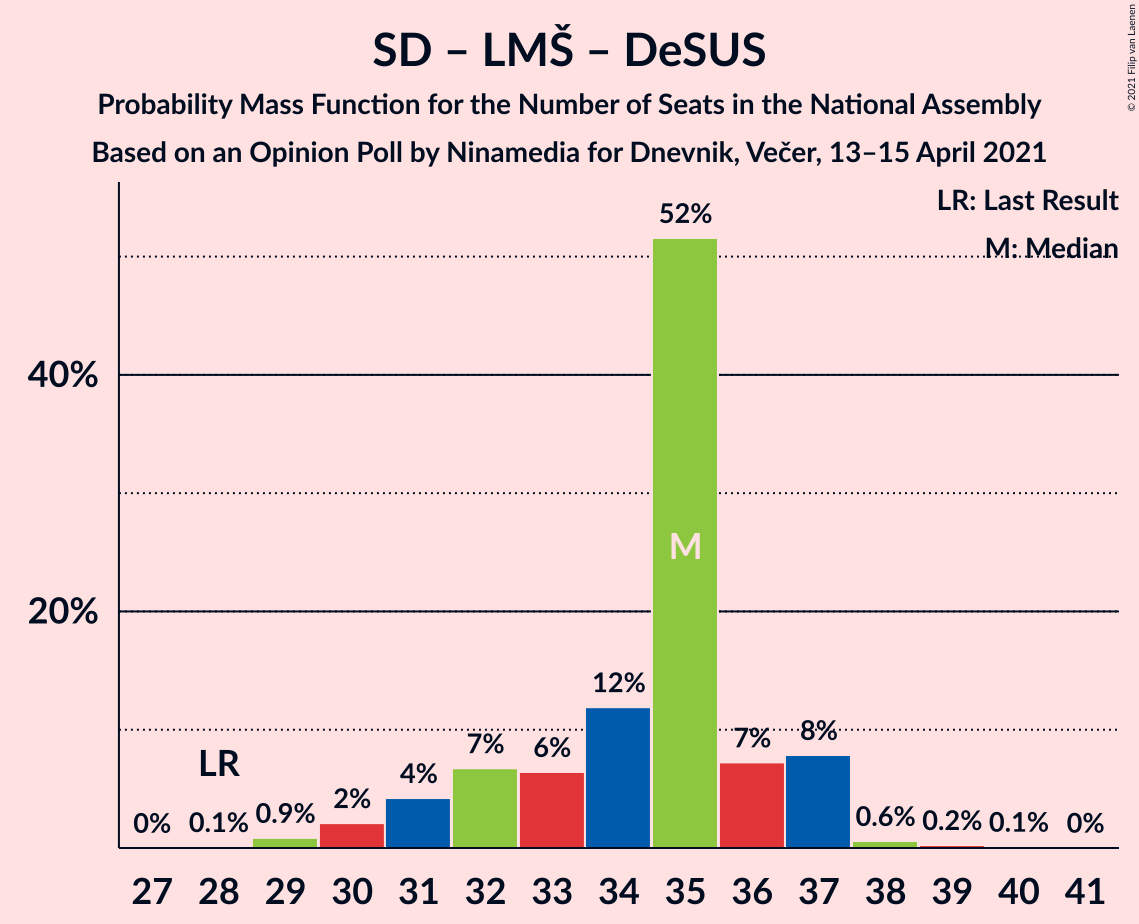 SD – LMŠ – DeSUS
Probability Mass Function for the Number of Seats in the National Assembly
Based on an Opinion Poll by Ninamedia for Dnevnik, Večer, 13–15 April 2021
© 2021 Filip van Laenen
LR: Last Result
M: Median
52%
40%
M
20%
12%
LR
7%
6%
7%
8%
4%
2%
0%
0.1%
0.9%
0.6%
0.2%
0.1%
0%
27 28 29 30 31 32 33 34 35 36 37 38 39 40 41